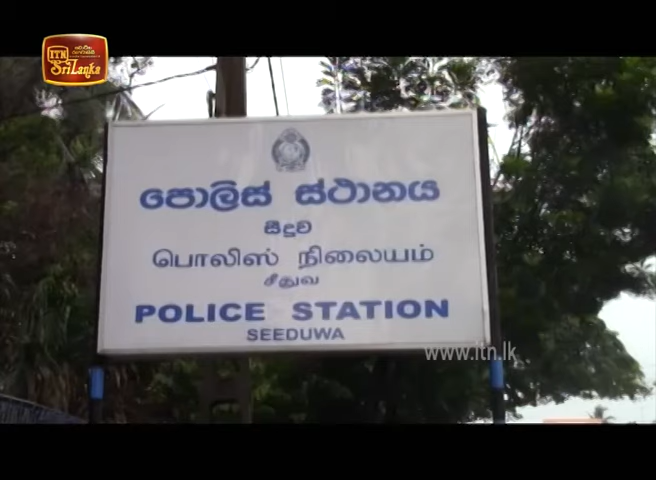 ITN
Sri Lanka
පොලිස් ස්ථානය
සීදූව
பொலிஸ் நிலையம்
சீதுவ
POLICE STATION
SEEDUWA
www.itn.lk